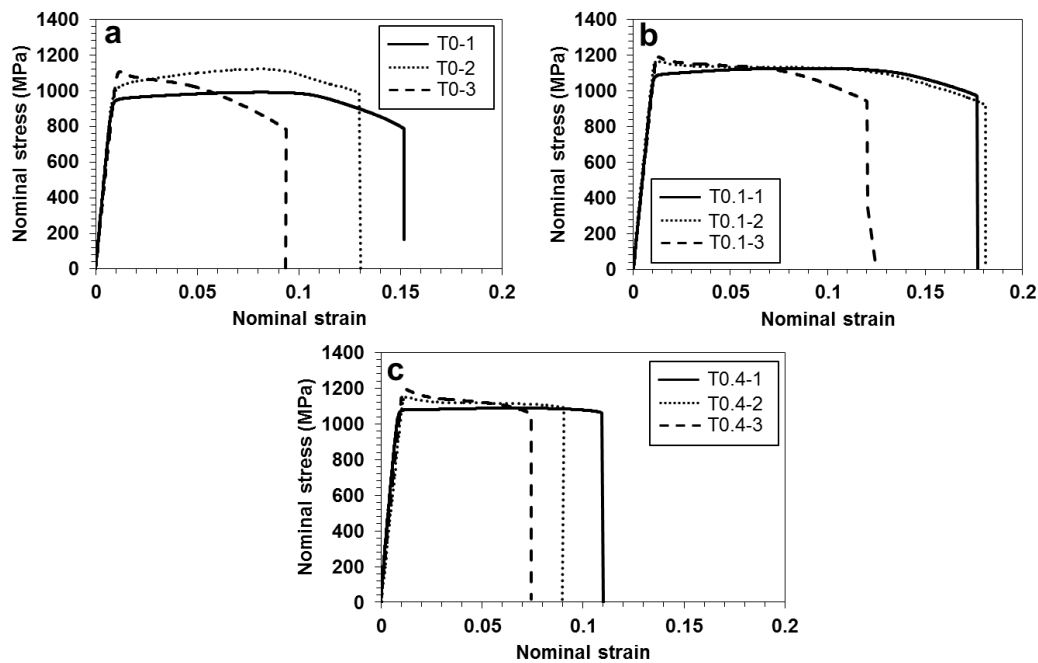 a
T0-1
T0-2
T0-3
Nominal stress (MPa)
1400
1200
1000
800
600
400
200
0
0
0.05
0.1
0.15
0.2
Nominal strain
b
T0.1-1
T0.1-2
T0.1-3
Nominal stress (MPa)
1400
1200
1000
800
600
400
200
0
0
0.05
0.1
0.15
0.2
Nominal strain
c
T0.4-1
T0.4-2
T0.4-3
Nominal stress (MPa)
1400
1200
1000
800
600
400
200
0
0
0.05
0.1
0.15
0.2
Nominal strain